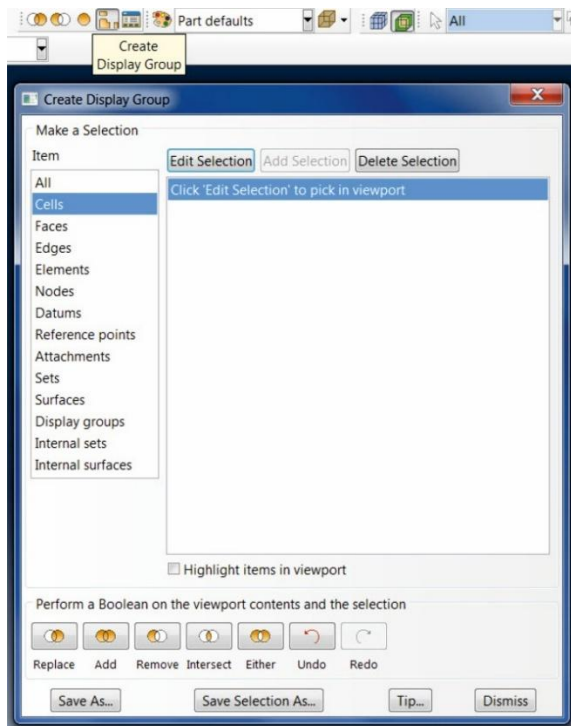 Part defaults
All
Create
Display Group
Create Display Group
Make a Selection
Item
Edit Selection Add Selection Delete Selection
All
Click 'Edit Selection' to pick in viewport
Cells
Faces
Edges
Elements
Nodes
Datums
Reference points
Attachments
Sets
Surfaces
Display groups
Internal sets
Internal surfaces
Highlight items in viewport
Perform a Boolean on the viewport contents and the selection
Replace Add Remove Intersect Either Undo Redo
Save As... Save Selection As... Tip... Dismiss